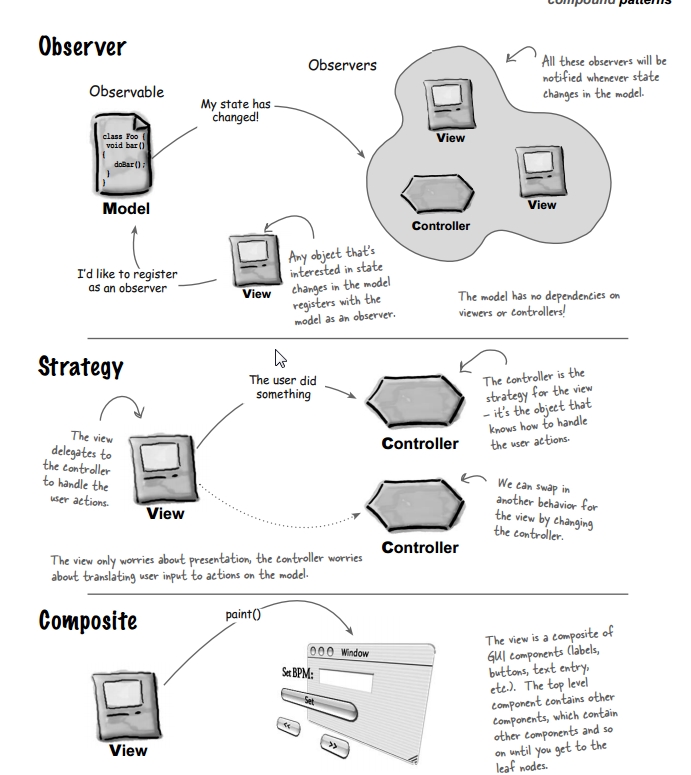 compound patterns
Observer
Observable
Observers
My state has
changed!
All these observers will be
notified whenever state
changes in the model.
class Foo {
void bar()
{
doBar();
}
}
Model
View
View
Controller
I'd like to register
as an observer
View
Any object that's
interested in state
changes in the model
registers with the
model as an observer.
The model has no dependencies on
viewers or controllers!
Strategy
The user did
something
The view
delegates to
the controller
to handle the
user actions.
View
Controller
The controller is the
strategy for the view
– it's the object that
knows how to handle
the user actions.
Controller
We can swap in
another behavior for
the view by changing
the controller.
The view only worries about presentation, the controller worries
about translating user input to actions on the model.
Composite
paint()
View
Window
Set BPM:
Set
<<
>>
The view is a composite of
GUI components (labels,
buttons, text entry,
etc.). The top level
component contains other
components, which contain
other components and so
on until you get to the
leaf nodes.